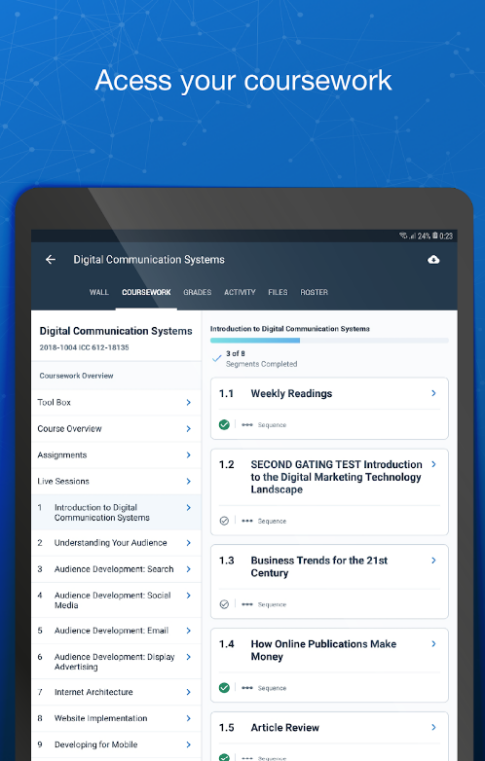 Acess your coursework
24% 0:23
Digital Communication Systems
WALL COURSEWORK GRADES ACTIVITY FILES ROSTER
Digital Communication Systems
2018-1004 ICC 612-18135
Coursework Overview
Tool Box
Course Overview
Assignments
Live Sessions
1 Introduction to Digital
Communication Systems
2 Understanding Your Audience
3 Audience Development: Search
4 Audience Development: Social
Media
5 Audience Development: Email
6 Audience Development: Display
Advertising
7 Internet Architecture
8 Website Implementation
9 Developing for Mobile
Introduction to Digital Communication Systems
3 of 8
Segments Completed
1.1 Weekly Readings
Sequence
1.2 SECOND GATING TEST Introduction
to the Digital Marketing Technology
Landscape
Sequence
1.3 Business Trends for the 21st
Century
Sequence
1.4 How Online Publications Make
Money
Sequence
1.5 Article Review
Sequence